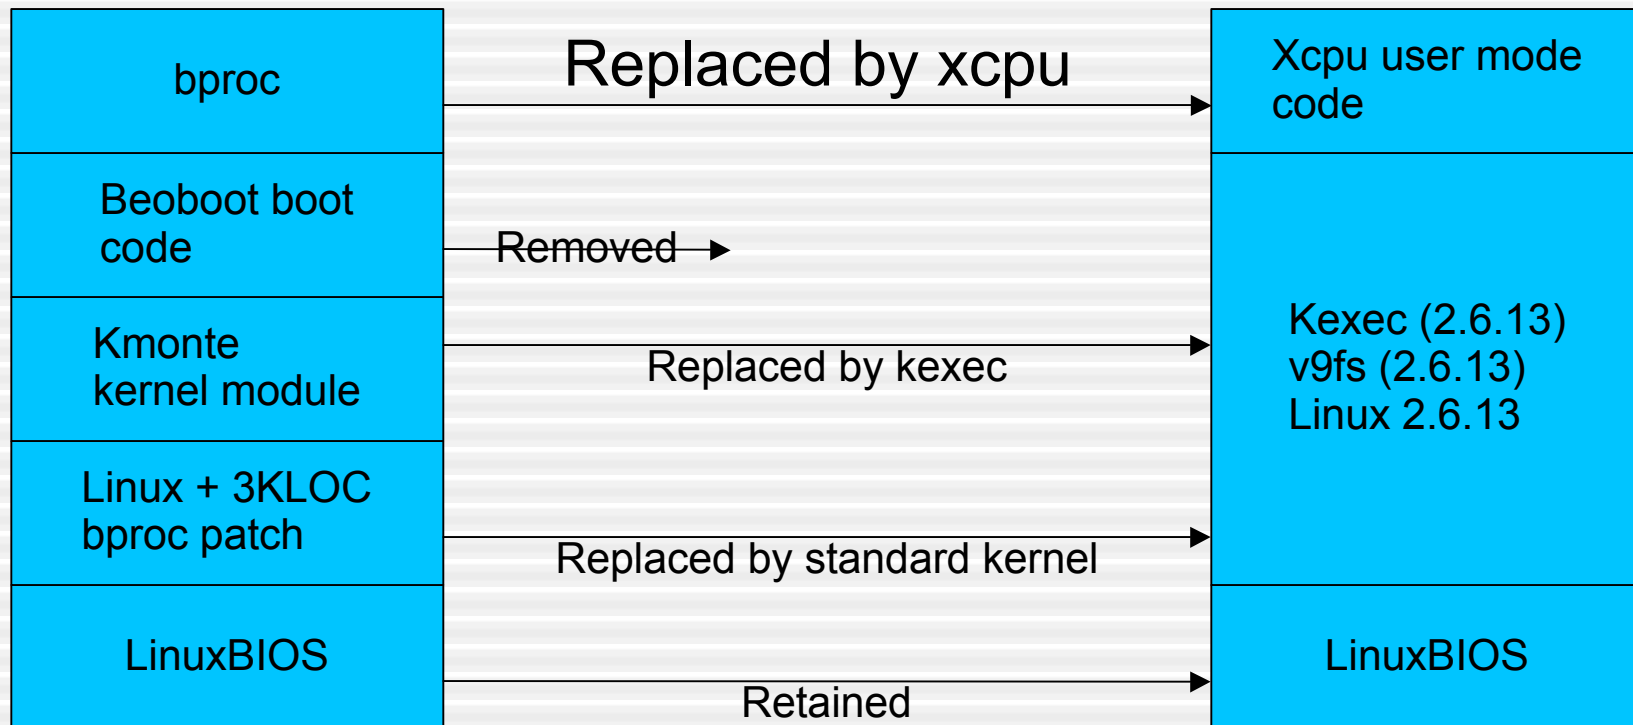 bproc
Replaced by xcpu
Xcpu user mode
code
Beoboot boot
code
Removed
Kmonte
kernel module
Replaced by kexec
Kexec (2.6.13)
v9fs (2.6.13)
Linux 2.6.13
Linux + 3KLOC
bproc patch
Replaced by standard kernel
LinuxBIOS
Retained
LinuxBIOS